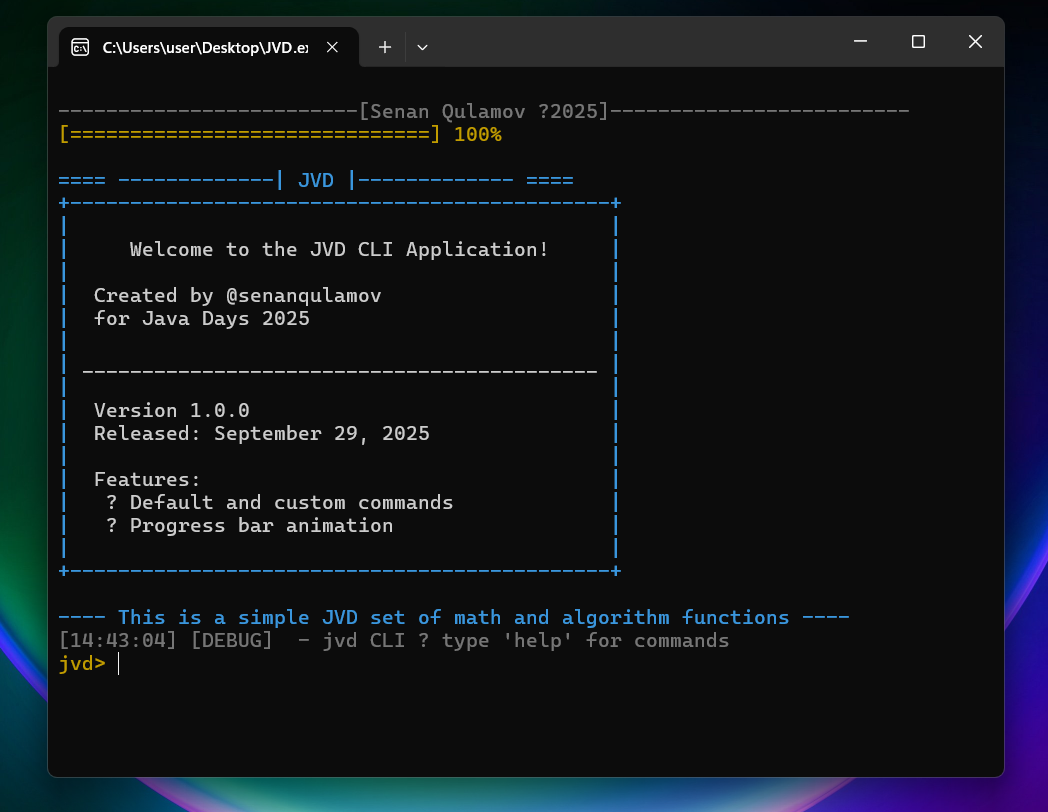 C:\Users\user\Desktop\JVD.e
-------------------------[Senan Qulamov ?2025]-------------------------
[==============================] 100%
==== -------------| JVD |------------- ====
+---------------------------------------------+
Welcome to the JVD CLI Application!
Created by @senanqulamov
for Java Days 2025
___________________________________________
Version 1.0.0
Released: September 29, 2025
Features:
? Default and custom commands
? Progress bar animation
+---------------------------------------------+
---- This is a simple JVD set of math and algorithm functions ----
[14:43:04] [DEBUG]  - jvd CLI ? type 'help' for commands
jvd>